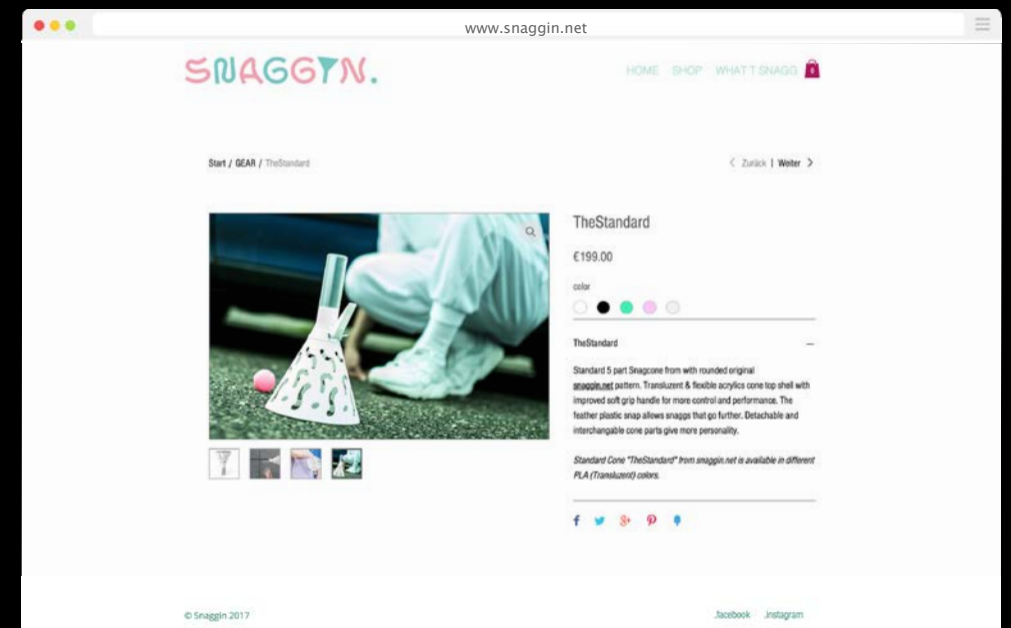 www.snaggin.net
SNAGGIN.
HOME SHOP WHAT T SNAGG
Start / GEAR / TheStandard
Zurück | Weiter
TheStandard
€199.00
color
TheStandard
Standard 5 part Snagcone from with rounded original
snaggin.net pattern. Transluzent & flexible acrylics cone top shell with
improved soft grip handle for more control and performance. The
feather plastic snap allows snaggs that go further. Detachable and
interchangable cone parts give more personality.
Standard Cone "TheStandard" from snaggin.net is available in different
PLA (Transluzent) colors.
© Snaggin 2017
.facebook .instagram